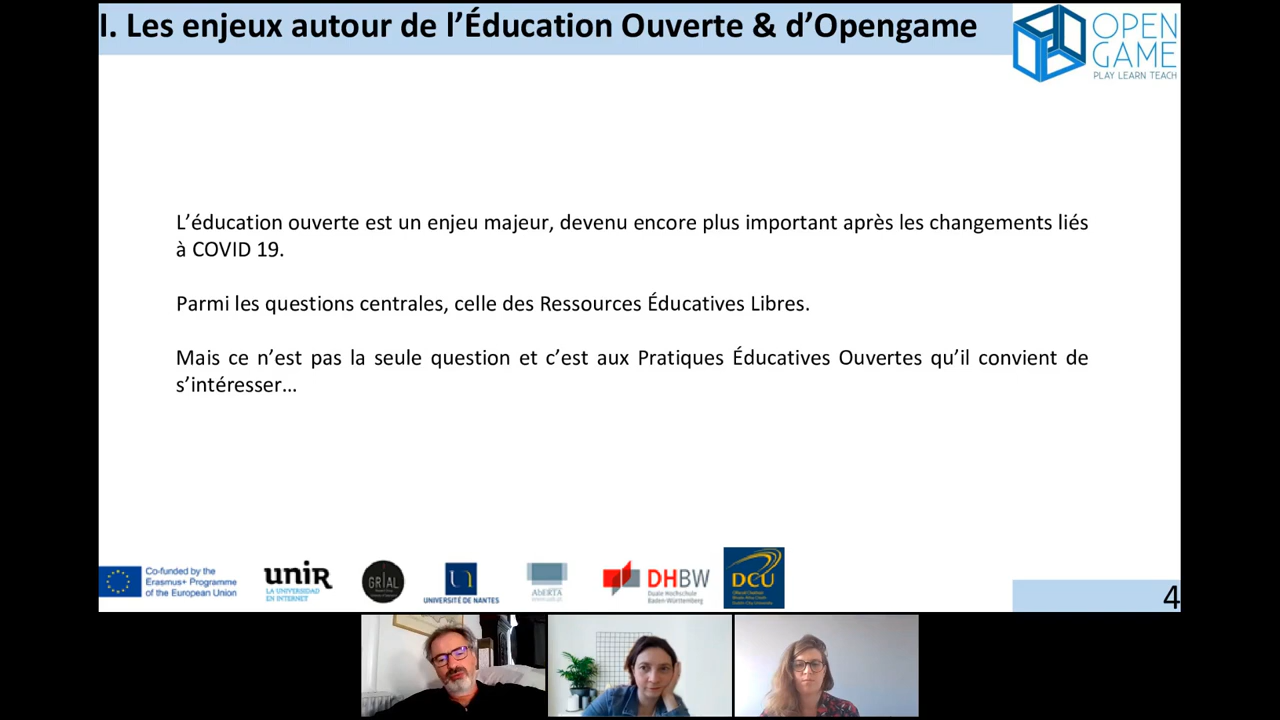 I. Les enjeux autour de l’Éducation Ouverte & d’Opengame
OPEN
GAME
PLAY LEARN TEACH
L’éducation ouverte est un enjeu majeur, devenu encore plus important après les changements liés
à COVID 19.
Parmi les questions centrales, celle des Ressources Éducatives Libres.
Mais ce n’est pas la seule question et c’est aux Pratiques Éducatives Ouvertes qu’il convient de
s’intéresser…
Co-funded by the
Erasmus+ Programme
of the European Union
unir
LA UNIVERSIDAD
EN INTERNET
GRIAL
UNIVERSITÉ DE NANTES
AbERTA
DHBW
Duale Hochschule
Baden-Württemberg
DCU
4